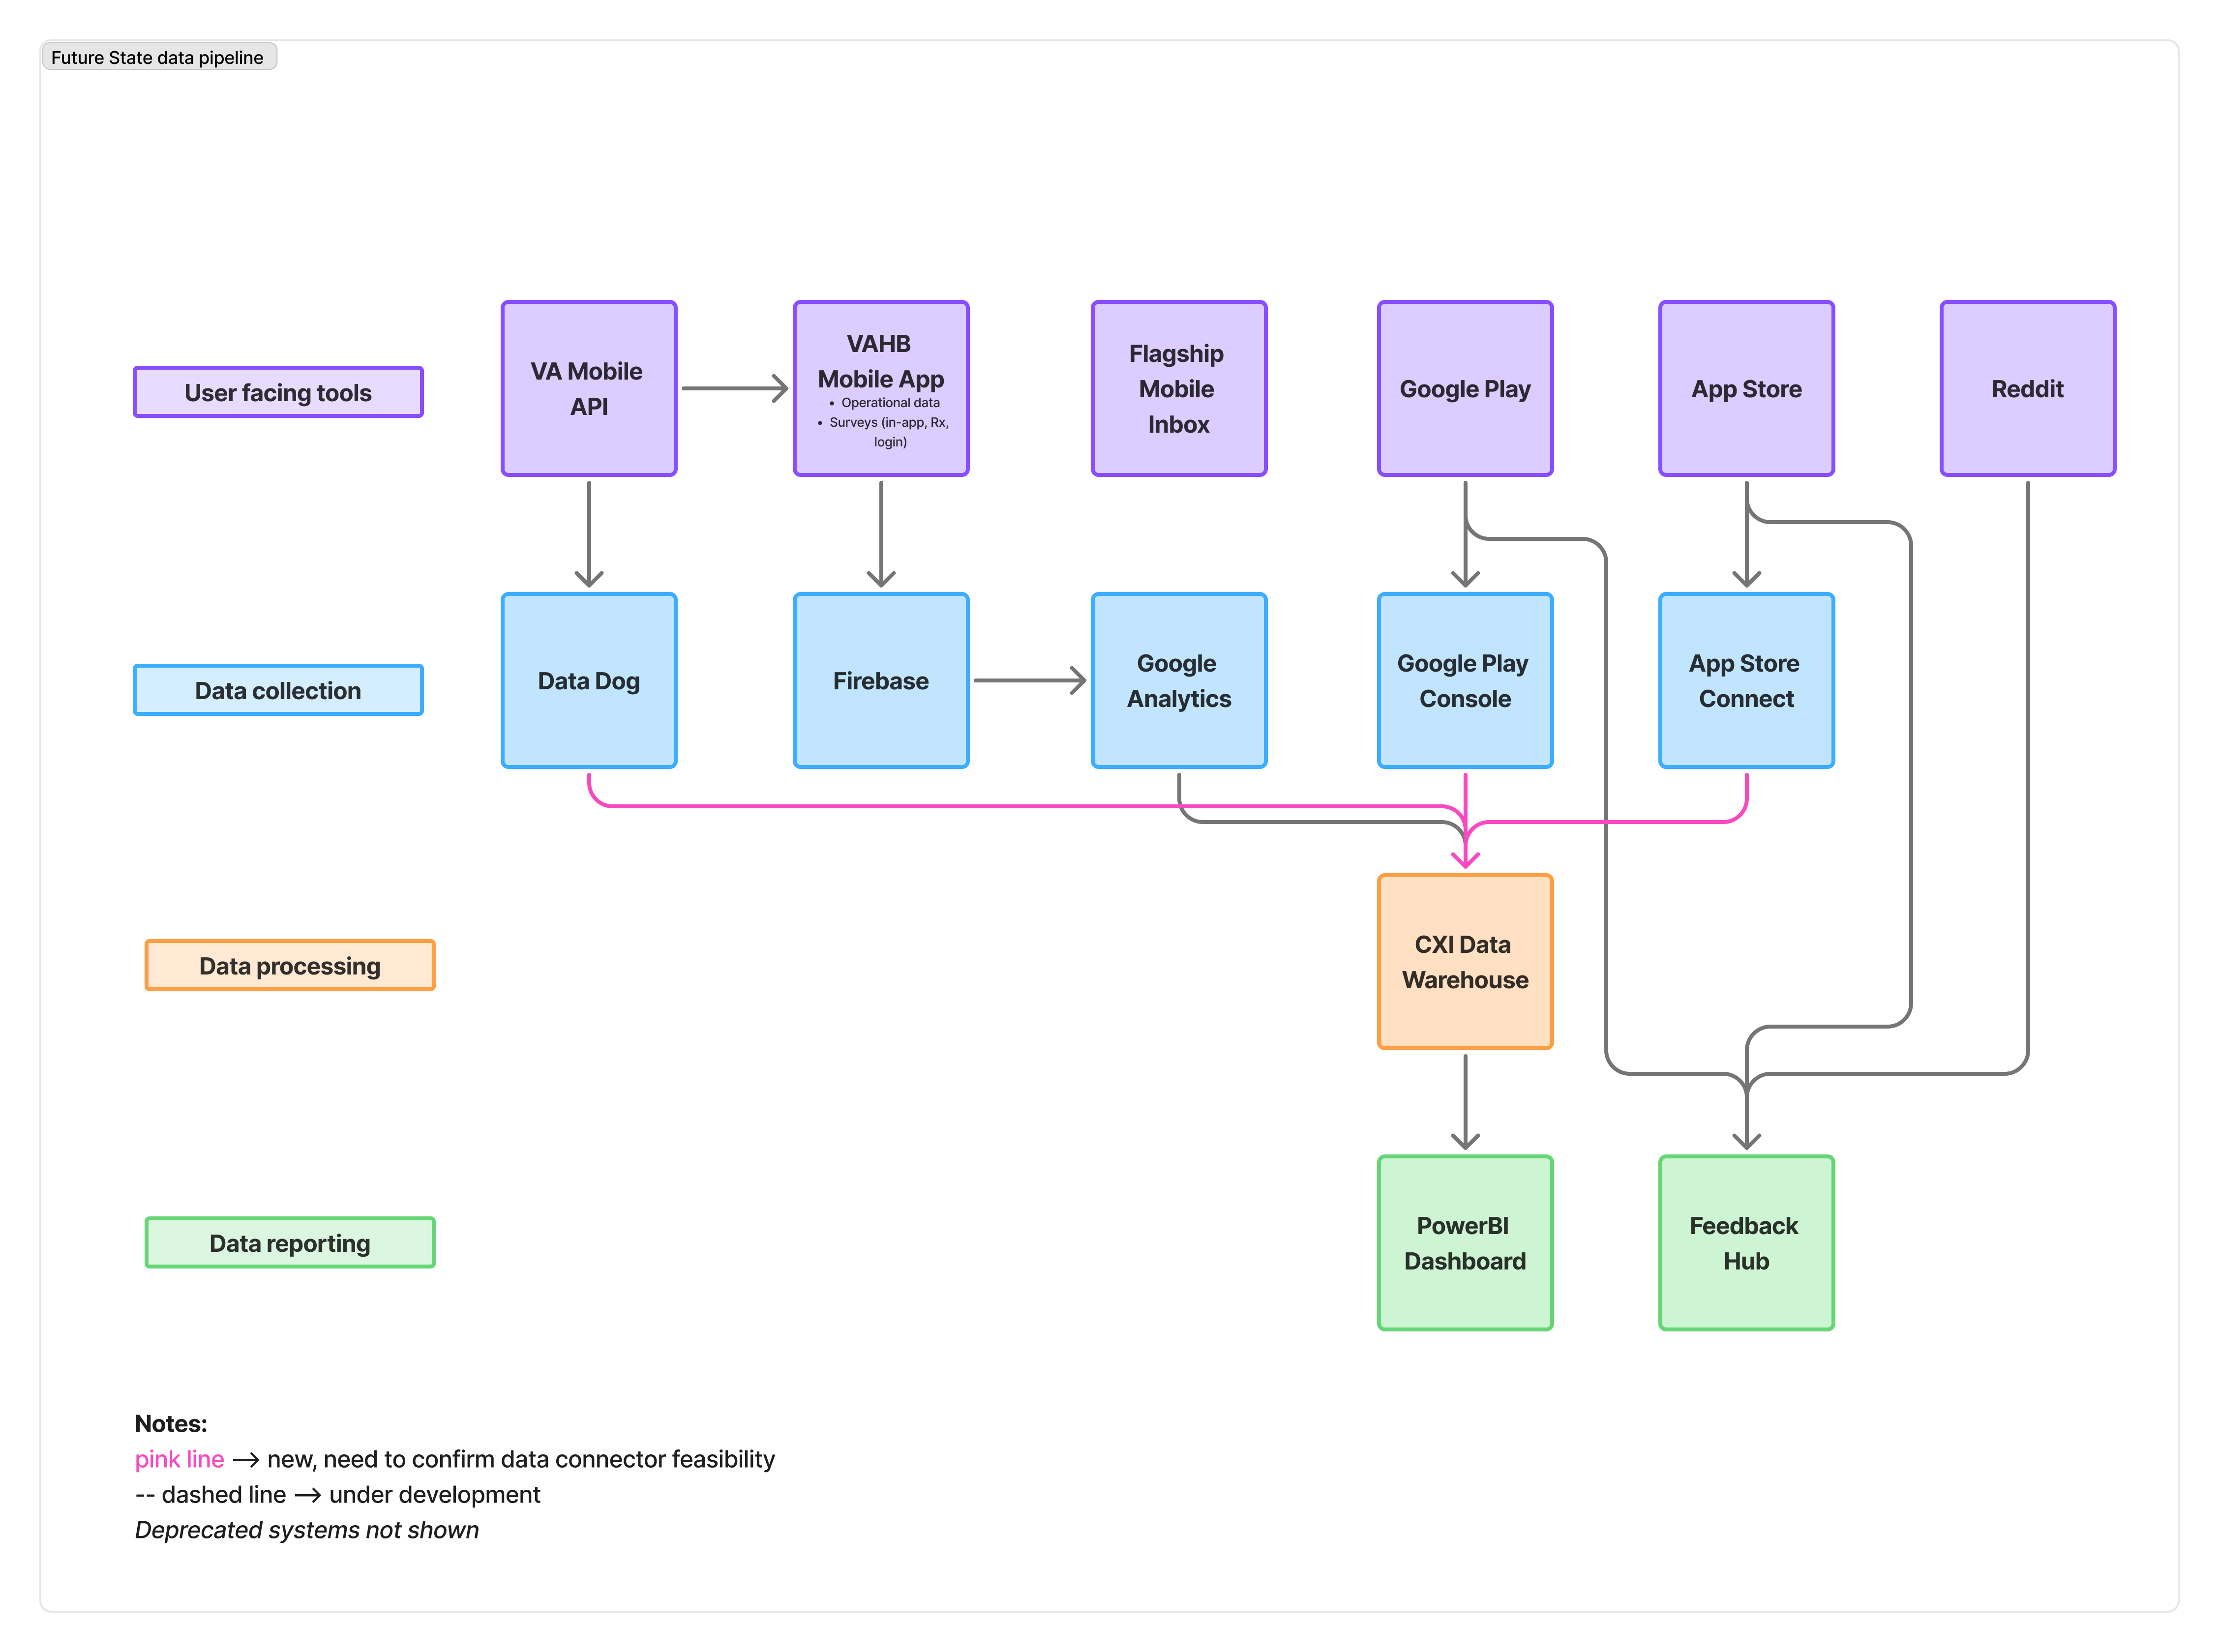 Future State data pipeline
User facing tools
VA Mobile
API
VAHB
Mobile App
• Operational data
• Surveys (in-app, Rx,
login)
Flagship
Mobile
Inbox
Google Play
App Store
Reddit
Data collection
Data Dog
Firebase
Google
Analytics
Google Play
Console
App Store
Connect
Data processing
CXI Data
Warehouse
Data reporting
PowerBI
Dashboard
Feedback
Hub
Notes:
pink line → new, need to confirm data connector feasibility
-- dashed line → under development
Deprecated systems not shown